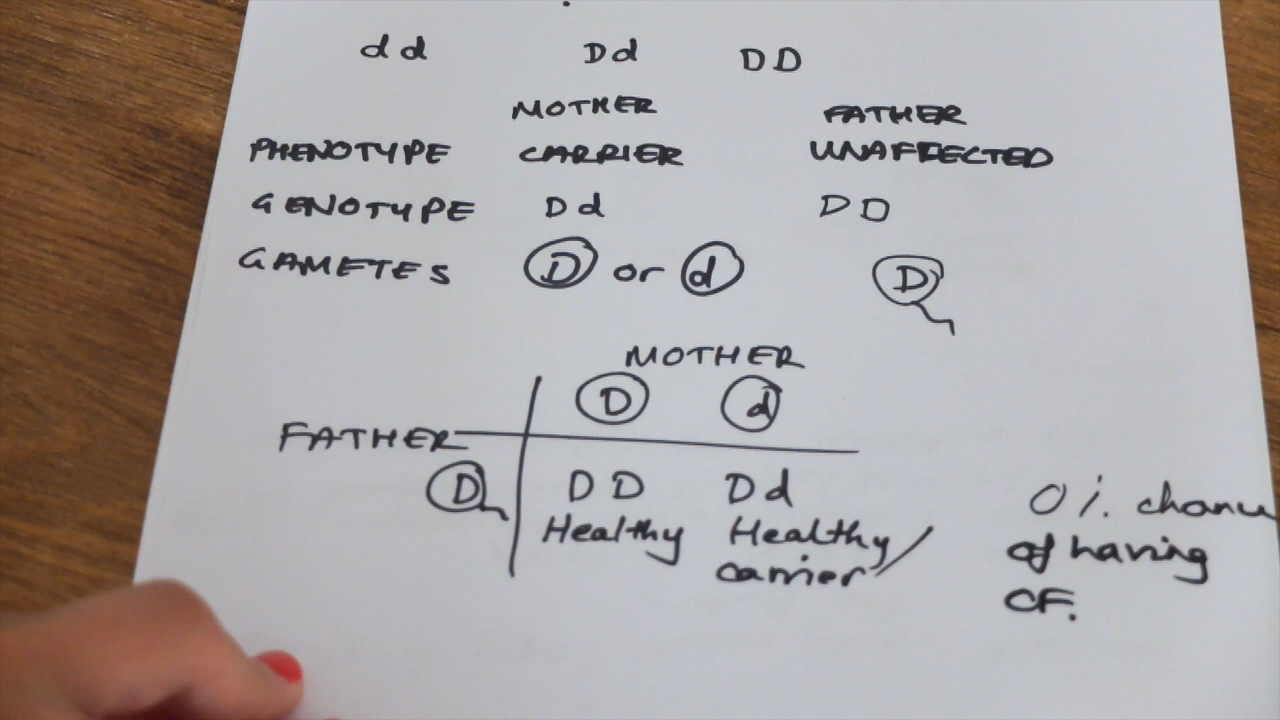 dd Dd DD
MOTHER FATHER
PHENOTYPE CARRIER UNAFFECTED
GENOTYPE Dd DD
GAMETES D or d D
MOTHER
D d
FATHER
D DD Dd
Healthy Healthy/
carrier
0%. chance
of having
CF.